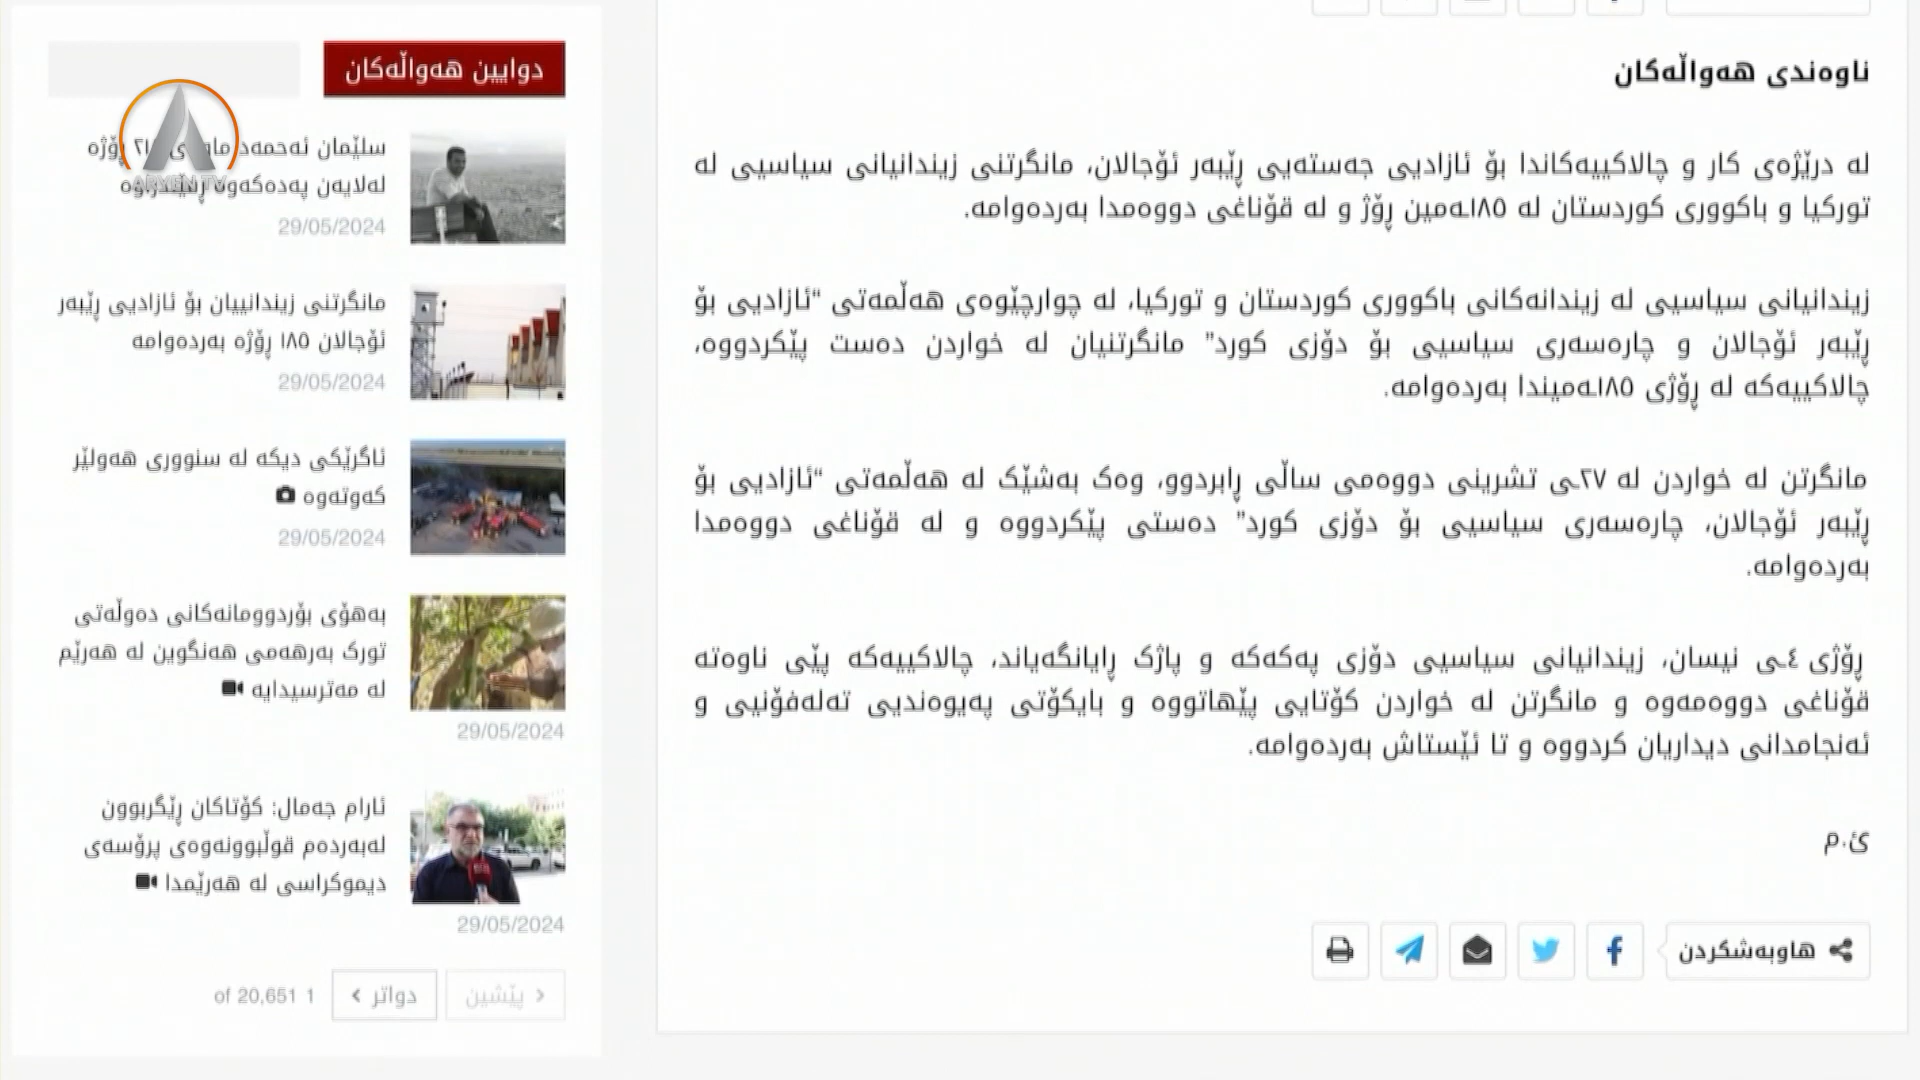 ناوەندی هەواڵەکان
لە درێژەی کار و چالاکییەکاندا بۆ ئازادیی جەستەیی ڕێبەر ئۆجالان، مانگرتنی زیندانیانی سیاسیی لە
تورکیا و باکووری کوردستان لە ١٨٥ـەمین ڕۆژ و لە قۆناغی دووەمدا بەردەوامە.
زیندانیانی سیاسیی لە زیندانەکانی باکووری کوردستان و تورکیا، لە چوارچێوەی هەڵمەتی “ئازادیی بۆ
ڕێبەر ئۆجالان و چارەسەری سیاسیی بۆ دۆزی کورد” مانگرتنیان لە خواردن دەست پێکردووە،
چالاکییەکە لە ڕۆژی ١٨٥ـەمیندا بەردەوامە.
مانگرتن لە خواردن لە ٢٧ـی تشرینی دووەمی ساڵی ڕابردوو، وەک بەشێک لە هەڵمەتی “ئازادیی بۆ
ڕێبەر ئۆجالان، چارەسەری سیاسیی بۆ دۆزی کورد” دەستی پێکردووە و لە قۆناغی دووەمدا
بەردەوامە.
ڕۆژی ٤ـی نیسان، زیندانیانی سیاسیی دۆزی پەکەکە و پاژک ڕایانگەیاند، چالاکییەکە پێی ناوەتە
قۆناغی دووەمەوە و مانگرتن لە خواردن کۆتایی پێهاتووە و بایکۆتی پەیوەندیی تەلەفۆنیی و
ئەنجامدانی دیداریان کردووە و تا ئێستاش بەردەوامە.
ئ.م
هاوبەشکردن
دوایین هەواڵەکان
سلێمان ئەحمەد ڕۆژە
لەلایەن پەدەکەوە
29/05/2024
مانگرتنی زیندانییان بۆ ئازادیی ڕێبەر
ئۆجالان ١٨٥ ڕۆژە بەردەوامە
29/05/2024
ئاگرێکی دیکە لە سنووری هەولێر
کەوتەوە
29/05/2024
بەهۆی بۆردوومانەکانی دەوڵەتی
تورک بەرهەمی هەنگوین لە هەرێم
لە مەترسیدایە
29/05/2024
ئارام جەمال: کۆتاکان ڕێگربوون
لەبەردەم قوڵبوونەوەی پرۆسەی
دیموکراسی لە هەرێمدا
29/05/2024
پێشین
دواتر
1 of 20,651
ARYEN TV